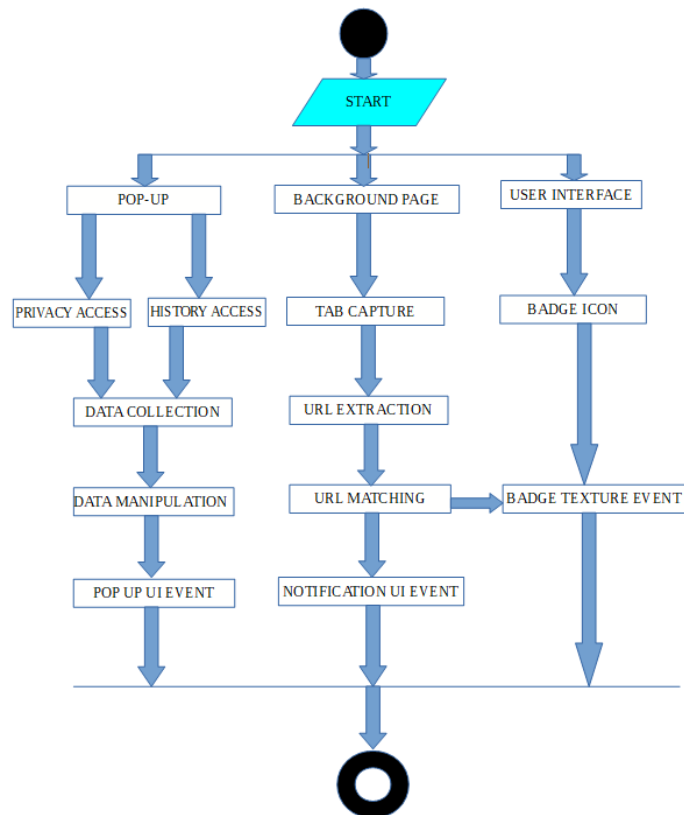 START
POP-UP
BACKGROUND PAGE
USER INTERFACE
PRIVACY ACCESS
HISTORY ACCESS
TAB CAPTURE
BADGE ICON
DATA COLLECTION
URL EXTRACTION
DATA MANIPULATION
URL MATCHING
BADGE TEXTURE EVENT
POP UP UI EVENT
NOTIFICATION UI EVENT